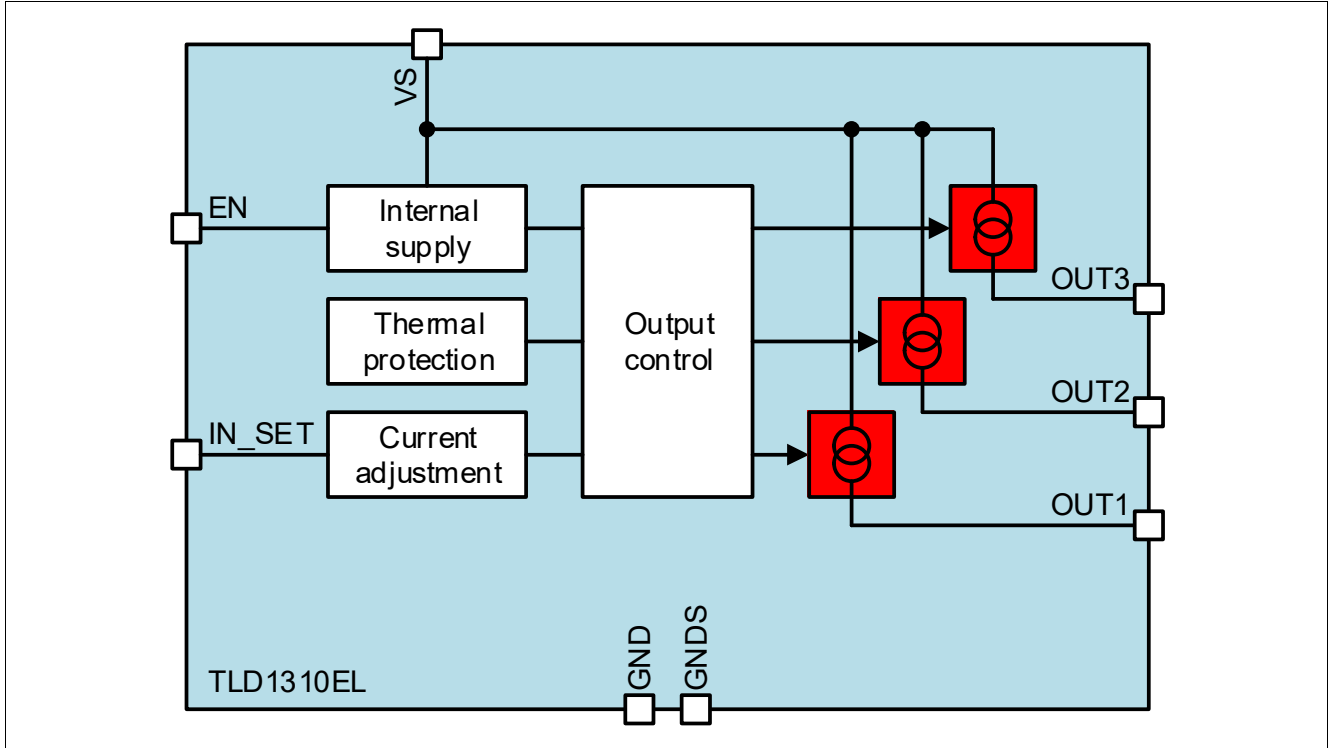 VS
EN
Internal
supply
Thermal
protection
Output
control
IN_SET
Current
adjustment
OUT3
OUT2
OUT1
GND
GNDS
TLD1310EL